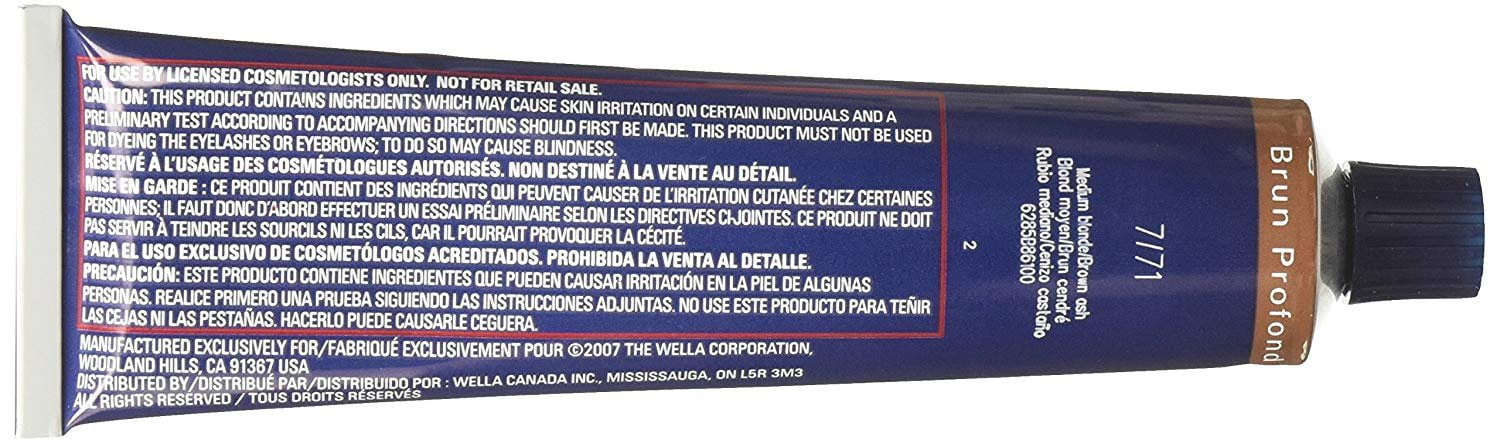 FOR USE BY LICENSED COSMETOLOGISTS ONLY. NOT FOR RETAIL SALE.
CAUTION: THIS PRODUCT CONTAINS INGREDIENTS WHICH MAY CAUSE SKIN IRRITATION ON CERTAIN INDIVIDUALS AND A
PRELIMINARY TEST ACCORDING TO ACCOMPANYING DIRECTIONS SHOULD FIRST BE MADE. THIS PRODUCT MUST NOT BE USED
FOR DYEING THE EYELASHES OR EYEBROWS; TO DO SO MAY CAUSE BLINDNESS.
RÉSERVÉ À L'USAGE DES COSMÉTOLOGUES AUTORISÉS. NON DESTINÉ À LA VENTE AU DÉTAIL.
MISE EN GARDE : CE PRODUIT CONTIENT DES INGRÉDIENTS QUI PEUVENT CAUSER DE L'IRRITATION CUTANÉE CHEZ CERTAINES
PERSONNES; IL FAUT DONC D'ABORD EFFECTUER UN ESSAI PRÉLIMINAIRE SELON LES DIRECTIVES CI-JOINTES. CE PRODUIT NE DOIT
PAS SERVIR À TEINDRE LES SOURCILS NI LES CILS, CAR IL POURRAIT PROVOQUER LA CÉCITÉ.
PARA EL USO EXCLUSIVO DE COSMETÓLOGOS ACREDITADOS. PROHIBIDA LA VENTA AL DETALLE.
PRECAUCIÓN: ESTE PRODUCTO CONTIENE INGREDIENTES QUE PUEDEN CAUSAR IRRITACIÓN EN LA PIEL DE ALGUNAS
PERSONAS. REALICE PRIMERO UNA PRUEBA SIGUIENDO LAS INSTRUCCIONES ADJUNTAS. NO USE ESTE PRODUCTO PARA TEÑIR
LAS CEJAS NI LAS PESTAÑAS. HACERLO PUEDE CAUSARLE CEGUERA.
MANUFACTURED EXCLUSIVELY FOR/FABRIQUÉ EXCLUSIVEMENT POUR ©2007 THE WELLA CORPORATION,
WOODLAND HILLS, CA 91367 USA
DISTRIBUTED BY/DISTRIBUÉ PAR/DISTRIBUIDO POR : WELLA CANADA INC., MISSISSAUGA, ON L5R 3M3
ALL RIGHTS RESERVED / TOUS DROITS RÉSERVÉS
7/71
Medium blonde/Brown ash
Blond moyen/Brun cendré
Rubio mediano/Cenizo castaño
6285886100
2
Brun Profond